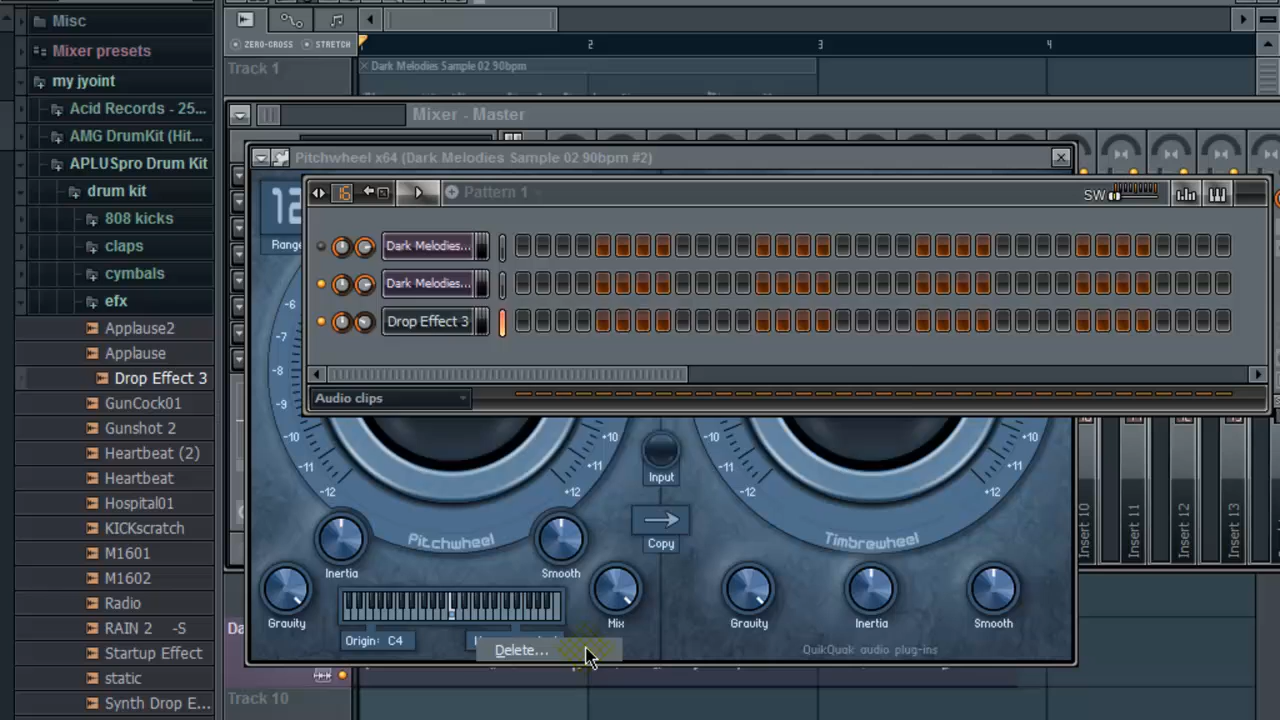 Misc
Mixer presets
my jyoint
Acid Records - 25...
AMG DrumKit (Hit...
APLUSpro Drum Kit
drum kit
808 kicks
claps
cymbals
efx
Applause2
Applause
Drop Effect 3
GunCock01
Gunshot 2
Heartbeat (2)
Heartbeat
Hospital01
KICKscratch
M1601
M1602
Radio
RAIN 2 -S
Startup Effect
static
Synth Drop E...
ZERO-CROSS STRETCH
2 3 4
Track 1
Dark Melodies Sample 02 90bpm
Mixer - Master
Pitchwheel x64 (Dark Melodies Sample 02 90bpm #2)
12
Range
16
Pattern 1
SW
Dark Melodies...
Dark Melodies...
Drop Effect 3
Audio clips
-6
-7
-8
-9
-10 +10
-11 +11
-12 +12
-10 +10
-11 +11
-12 +12
Input
Copy
Pitchwheel
Timbrewheel
Inertia
Smooth
Gravity
Mix
Origin: C4
Gravity
Inertia
Smooth
Delete...
QuikQuak audio plug-ins
Insert 10
Insert 11
Insert 12
Insert 13
Da
Track 10